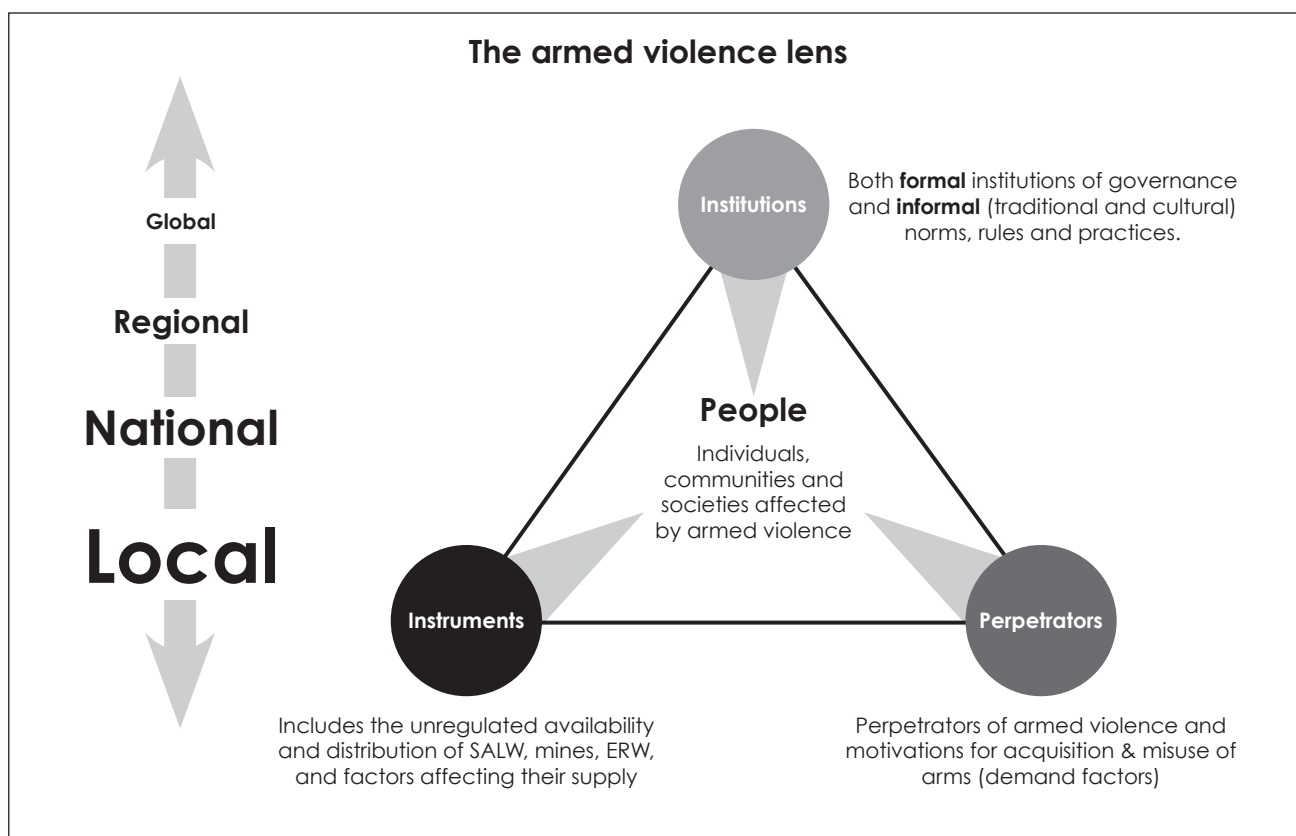 The armed violence lens
Global
Regional
National
Local
Institutions
Both formal institutions of governance
and informal (traditional and cultural)
norms, rules and practices.
People
Individuals,
communities and
societies affected
by armed violence
Instruments
Includes the unregulated availability
and distribution of SALW, mines, ERW,
and factors affecting their supply
Perpetrators
Perpetrators of armed violence and
motivations for acquisition & misuse of
arms (demand factors)